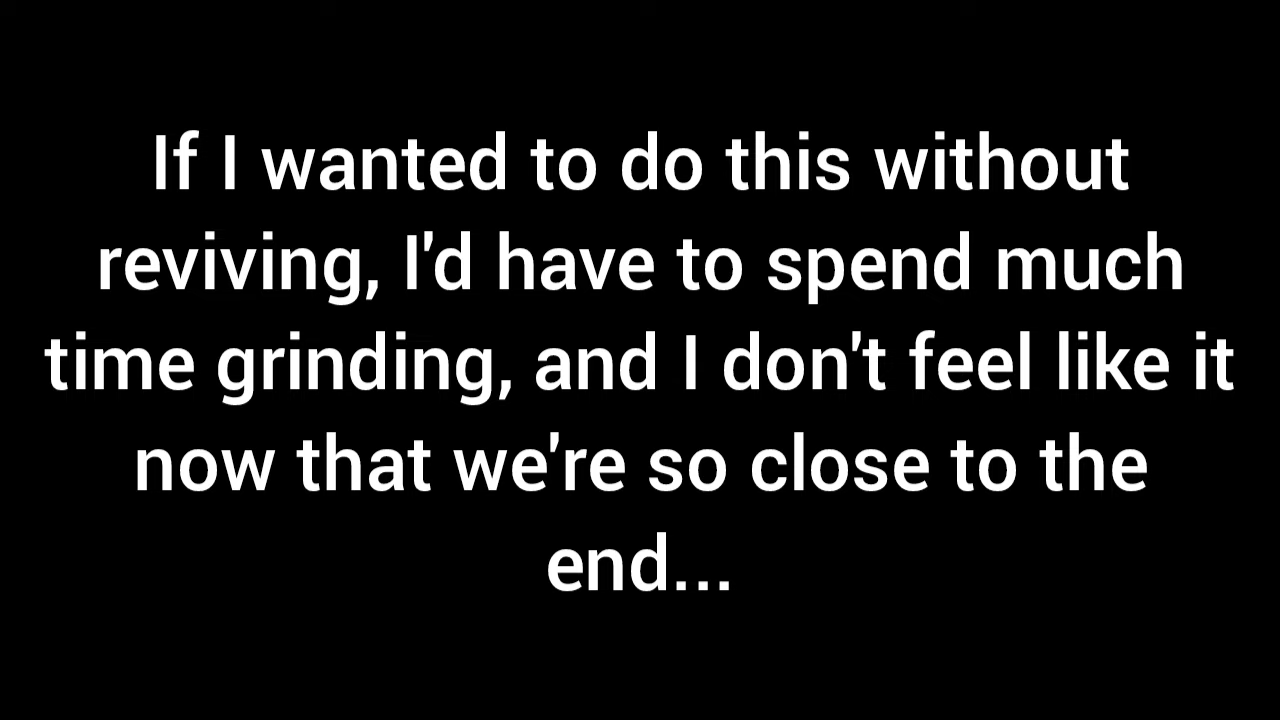 If I wanted to do this without
reviving, I'd have to spend much
time grinding, and I don't feel like it
now that we're so close to the
end...